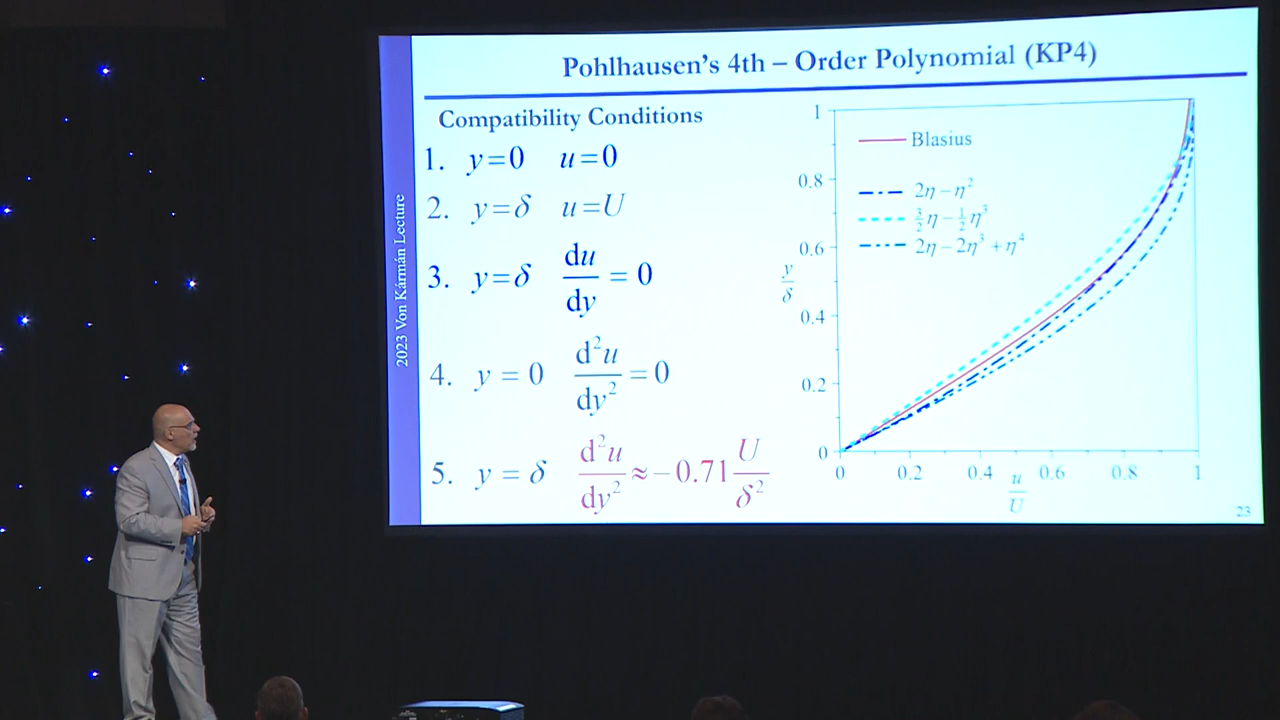 Pohlhausen's 4th – Order Polynomial (KP4)
2023 Von Kármán Lecture
Compatibility Conditions
1. y=0 u=0
2. y=δ u=U
3. y=δ du/dy = 0
4. y = 0 d²u/dy² = 0
5. y = δ d²u/dy² ≈ −0.71 U/δ²
Blasius
2η − η²
3/2 η − 1/2 η³
2η − 2η³ + η⁴
1
0.8
0.6
y/δ
0.4
0.2
0
0 0.2 0.4 u/U 0.6 0.8 1
23